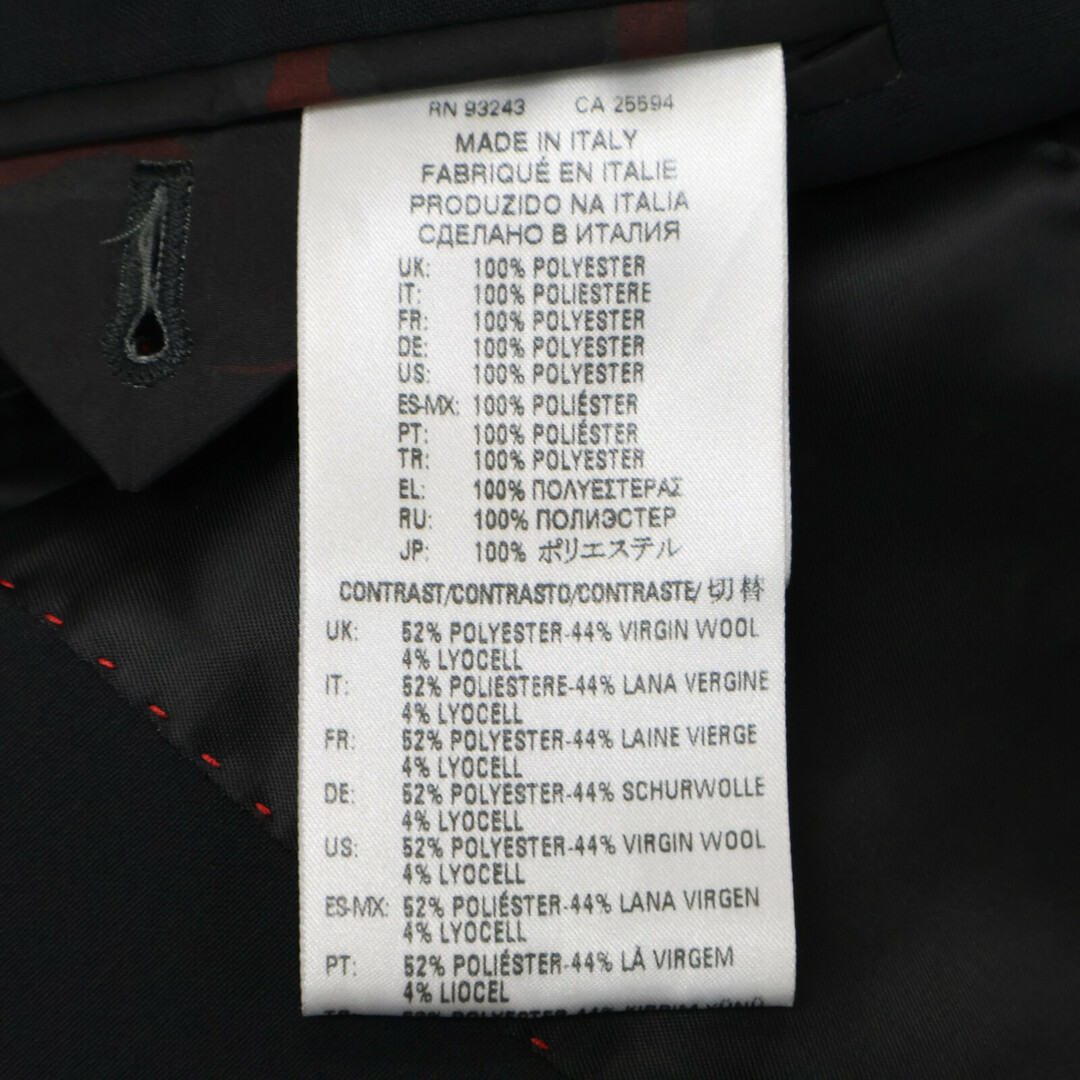 RN 93243 CA 25594
MADE IN ITALY
FABRIQUÉ EN ITALIE
PRODUZIDO NA ITALIA
СДЕЛАНО В ИТАЛИЯ
UK: 100% POLYESTER
IT: 100% POLIESTERE
FR: 100% POLYESTER
DE: 100% POLYESTER
US: 100% POLYESTER
ES-MX: 100% POLIÉSTER
PT: 100% POLIÉSTER
TR: 100% POLYESTER
EL: 100% ΠΟΛΥΕΣΤΕΡΑΣ
RU: 100% ПОЛИЭСТЕР
JP: 100% ポリエステル
CONTRAST/CONTRASTO/CONTRASTE/ 切替
UK: 52% POLYESTER-44% VIRGIN WOOL
4% LYOCELL
IT: 52% POLIESTERE-44% LANA VERGINE
4% LYOCELL
FR: 52% POLYESTER-44% LAINE VIERGE
4% LYOCELL
DE: 52% POLYESTER-44% SCHURWOLLE
4% LYOCELL
US: 52% POLYESTER-44% VIRGIN WOOL
4% LYOCELL
ES-MX: 52% POLIÉSTER-44% LANA VIRGEN
4% LYOCELL
PT: 52% POLIÉSTER-44% LÀ VIRGEM
4% LIOCEL